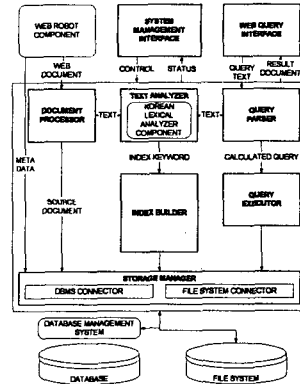 WEB ROBOT
COMPONENT
SYSTEM
MANAGEMENT
INTERFACE
WEB QUERY
INTERFACE
WEB
DOCUMENT
CONTROL
STATUS
QUERY
TEXT
RESULT
DOCUMENT
DOCUMENT
PROCESSOR
TEXT
TEXT ANALYZER
KOREAN
LEXICAL
ANALYZER
COMPONENT
TEXT
QUERY
PARSER
META
DATA
INDEX KEYWORD
CALCULATED QUERY
SOURCE
DOCUMENT
INDEX BUILDER
QUERY
EXECUTOR
STORAGE MANAGER
DBMS CONNECTOR
FILE SYSTEM CONNECTOR
DATABASE MANAGEMENT
SYSTEM
DATABASE
FILE SYSTEM